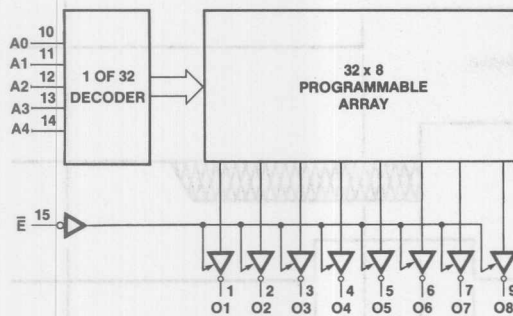 A0 10
A1 11
A2 12
A3 13
A4 14
1 OF 32
DECODER
32 x 8
PROGRAMMABLE
ARRAY
E̅ 15
1 2 3 4 5 6 7 9
O1 O2 O3 O4 O5 O6 O7 O8